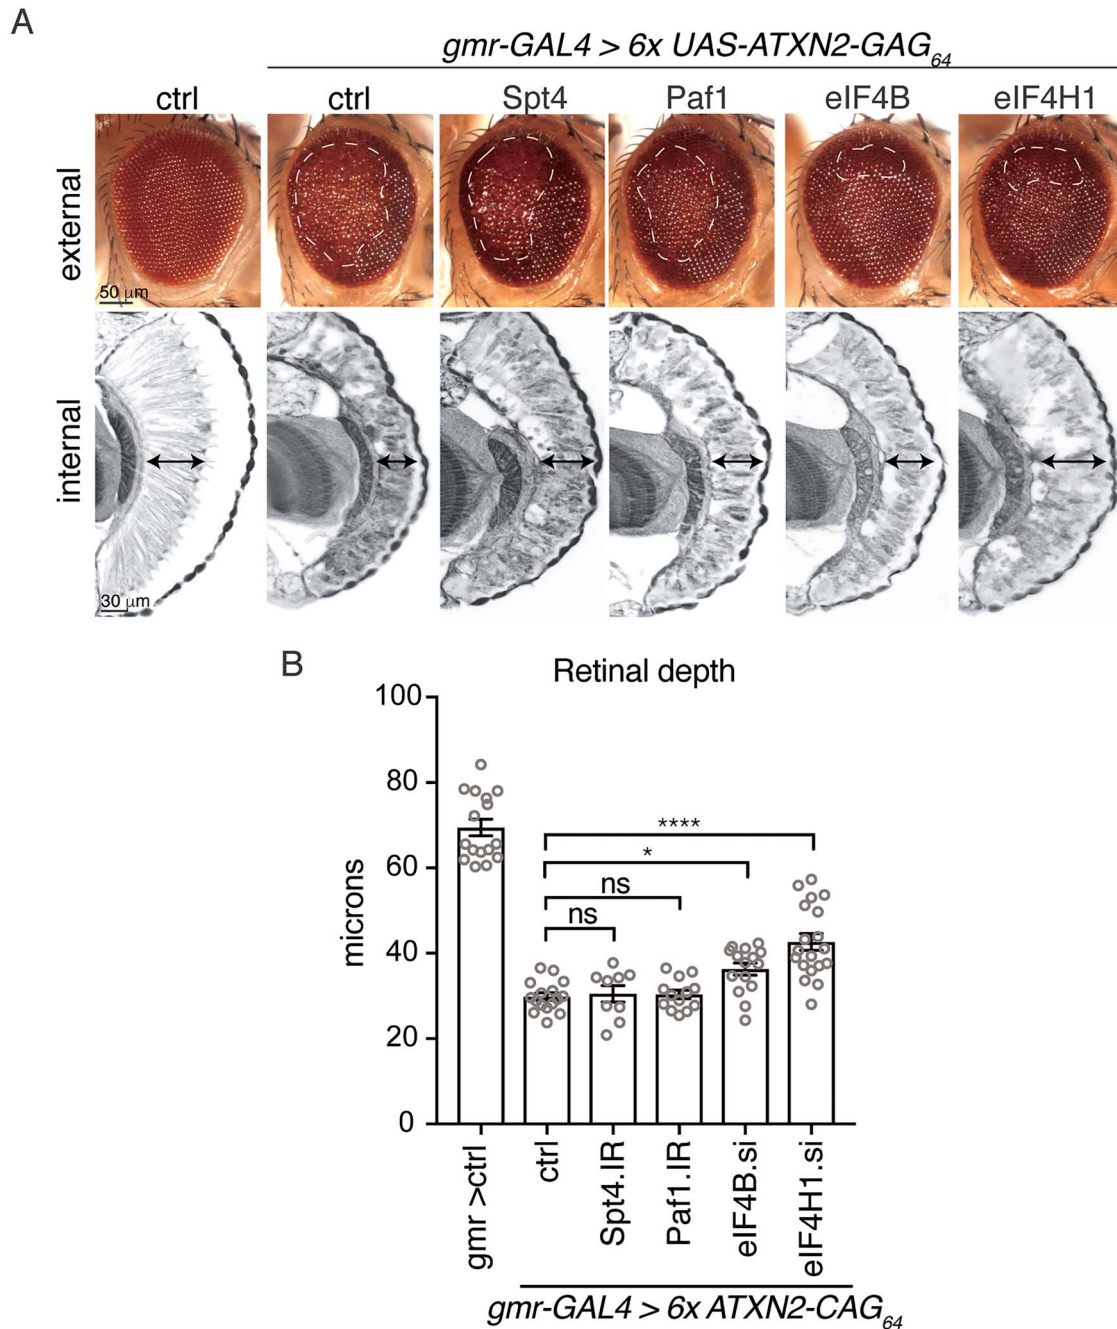 A
gmr-GAL4 > 6x UAS-ATXN2-GAG64
ctrl ctrl Spt4 Paf1 eIF4B eIF4H1
external
50 μm
internal
30 μm
B
Retinal depth
100
80
60
40
20
0
microns
****
*
ns
ns
gmr >ctrl
ctrl
Spt4.IR
Paf1.IR
eIF4B.si
eIF4H1.si
gmr-GAL4 > 6x ATXN2-CAG64